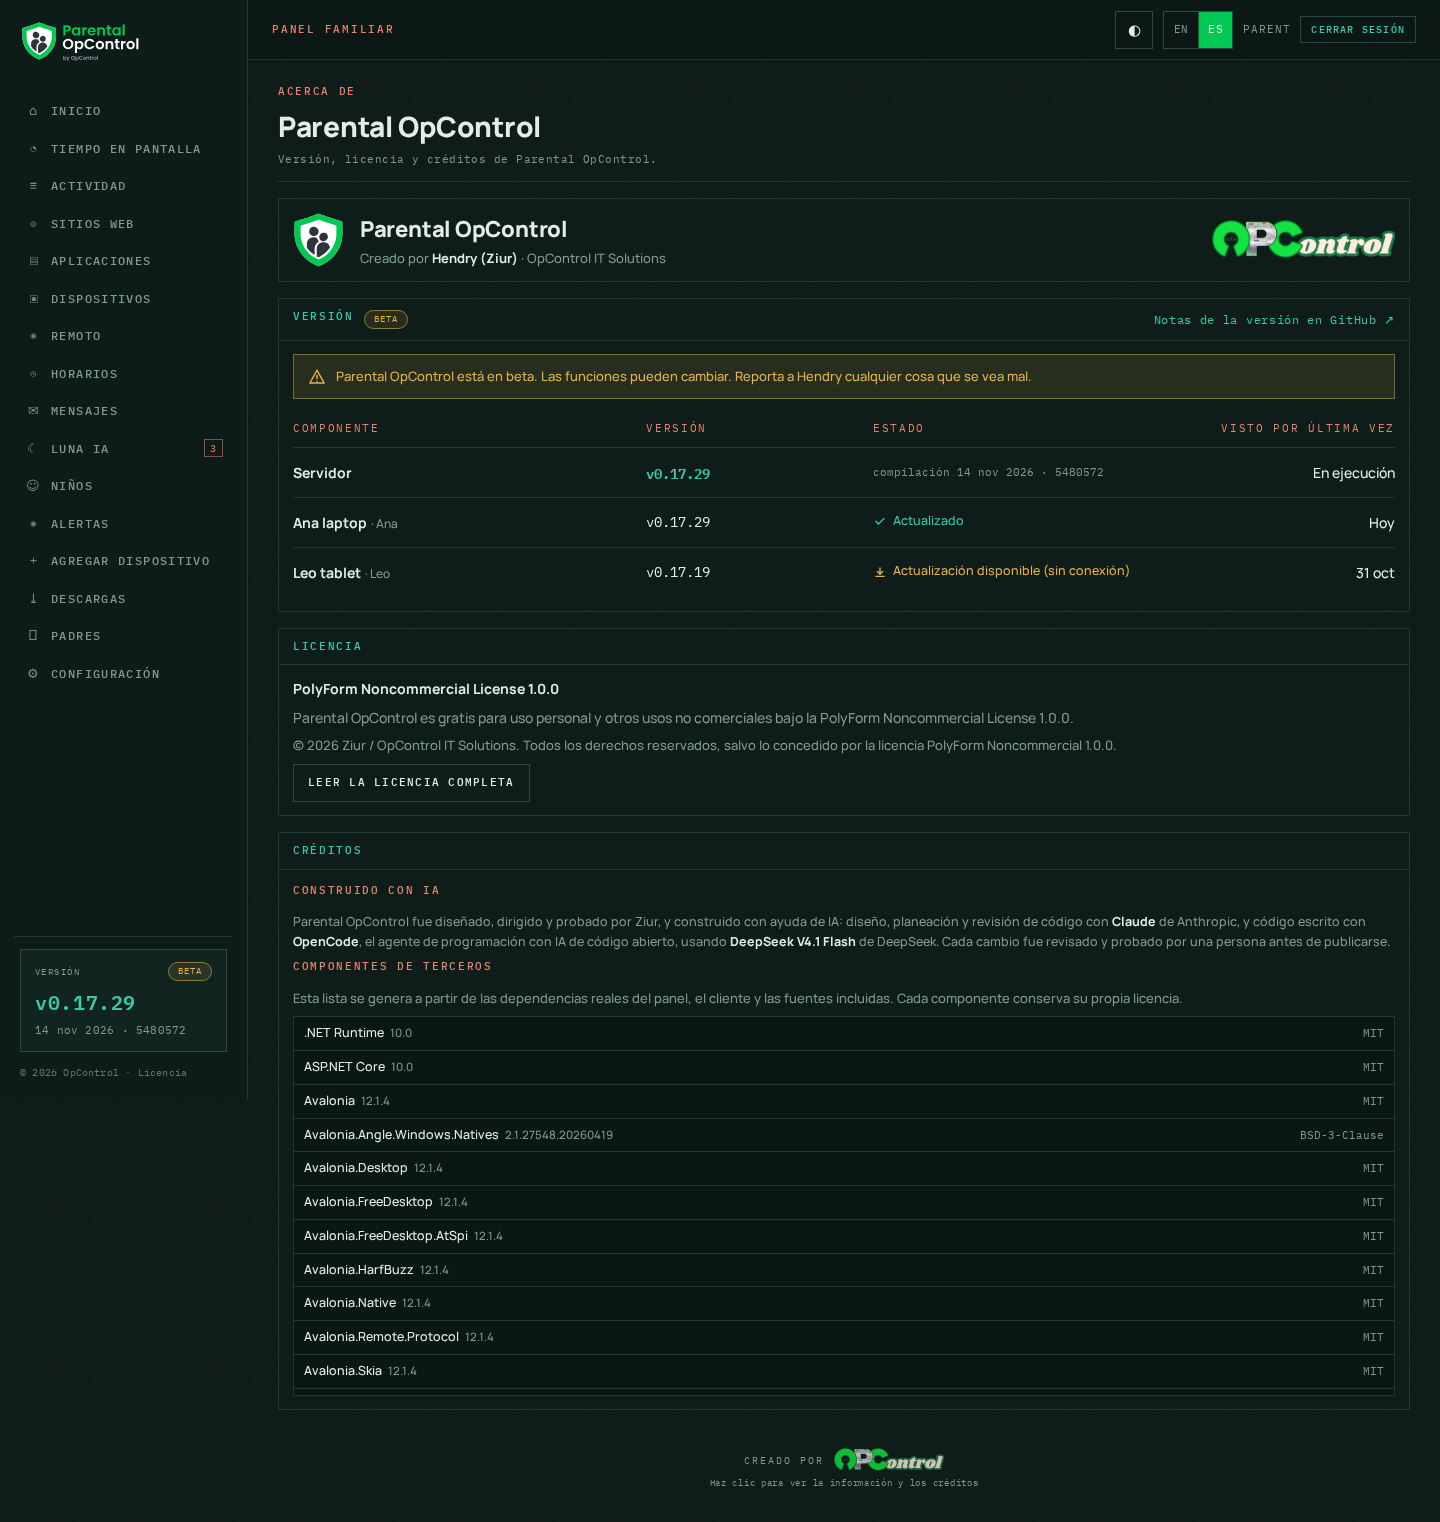 Parental
OpControl
by OpControl
INICIO
TIEMPO EN PANTALLA
ACTIVIDAD
SITIOS WEB
APLICACIONES
DISPOSITIVOS
REMOTO
HORARIOS
MENSAJES
LUNA IA 3
NIÑOS
ALERTAS
AGREGAR DISPOSITIVO
DESCARGAS
PADRES
CONFIGURACIÓN
VERSIÓN BETA
v0.17.29
14 nov 2026 · 5480572
© 2026 OpControl · Licencia
PANEL FAMILIAR
EN ES PARENT CERRAR SESIÓN
ACERCA DE
Parental OpControl
Versión, licencia y créditos de Parental OpControl.
Parental OpControl
Creado por Hendry (Ziur) · OpControl IT Solutions
OPControl
VERSIÓN BETA
Notas de la versión en GitHub ↗
Parental OpControl está en beta. Las funciones pueden cambiar. Reporta a Hendry cualquier cosa que se vea mal.
COMPONENTE VERSIÓN ESTADO VISTO POR ÚLTIMA VEZ
Servidor v0.17.29 compilación 14 nov 2026 · 5480572 En ejecución
Ana laptop · Ana v0.17.29 Actualizado Hoy
Leo tablet · Leo v0.17.19 Actualización disponible (sin conexión) 31 oct
LICENCIA
PolyForm Noncommercial License 1.0.0
Parental OpControl es gratis para uso personal y otros usos no comerciales bajo la PolyForm Noncommercial License 1.0.0.
© 2026 Ziur / OpControl IT Solutions. Todos los derechos reservados, salvo lo concedido por la licencia PolyForm Noncommercial 1.0.0.
LEER LA LICENCIA COMPLETA
CRÉDITOS
CONSTRUIDO CON IA
Parental OpControl fue diseñado, dirigido y probado por Ziur, y construido con ayuda de IA: diseño, planeación y revisión de código con Claude de Anthropic, y código escrito con
OpenCode, el agente de programación con IA de código abierto, usando DeepSeek V4.1 Flash de DeepSeek. Cada cambio fue revisado y probado por una persona antes de publicarse.
COMPONENTES DE TERCEROS
Esta lista se genera a partir de las dependencias reales del panel, el cliente y las fuentes incluidas. Cada componente conserva su propia licencia.
.NET Runtime 10.0 MIT
ASP.NET Core 10.0 MIT
Avalonia 12.1.4 MIT
Avalonia.Angle.Windows.Natives 2.1.27548.20260419 BSD-3-Clause
Avalonia.Desktop 12.1.4 MIT
Avalonia.FreeDesktop 12.1.4 MIT
Avalonia.FreeDesktop.AtSpi 12.1.4 MIT
Avalonia.HarfBuzz 12.1.4 MIT
Avalonia.Native 12.1.4 MIT
Avalonia.Remote.Protocol 12.1.4 MIT
Avalonia.Skia 12.1.4 MIT
CREADO POR OPControl
Haz clic para ver la información y los créditos